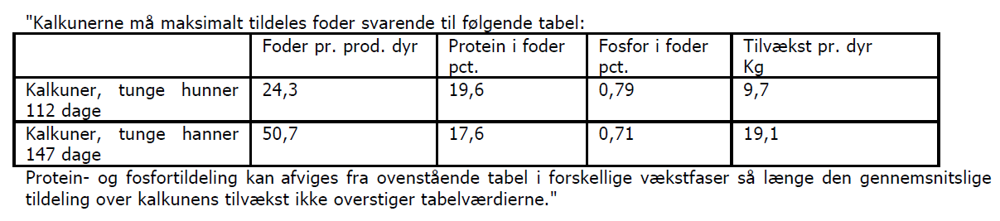 "Kalkunerne må maksimalt tildeles foder svarende til følgende tabel:
Foder pr. prod. dyr
Protein i foder
pct.
Fosfor i foder
pct.
Tilvækst pr. dyr
Kg
Kalkuner, tunge hunner
112 dage
24,3
19,6
0,79
9,7
Kalkuner, tunge hanner
147 dage
50,7
17,6
0,71
19,1
Protein- og fosfortildeling kan afviges fra ovenstående tabel i forskellige vækstfaser så længe den gennemsnitslige
tildeling over kalkunens tilvækst ikke overstiger tabelværdierne."